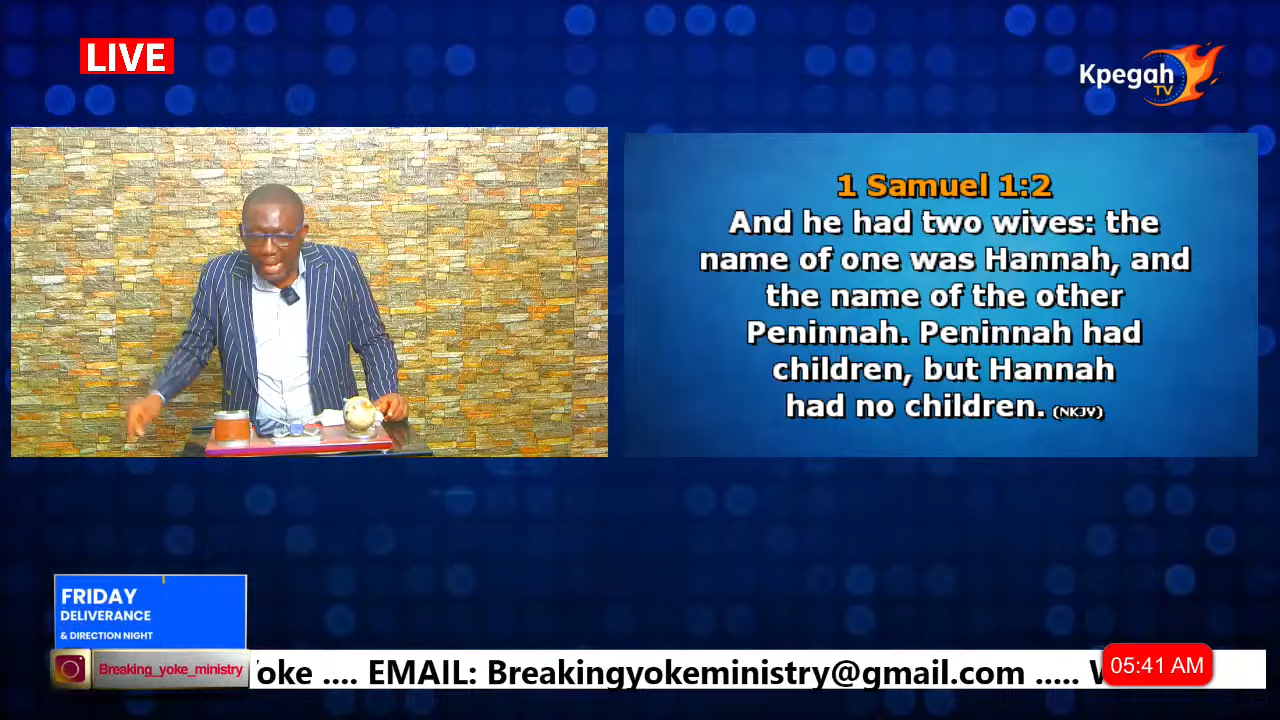 LIVE
Kpegah
TV
1 Samuel 1:2
And he had two wives: the
name of one was Hannah, and
the name of the other
Peninnah. Peninnah had
children, but Hannah
had no children. (NKJV)
FRIDAY
DELIVERANCE
& DIRECTION NIGHT
Breaking_yoke_ministry
oke .... EMAIL: Breakingyokeministry@gmail.com .....
05:41 AM